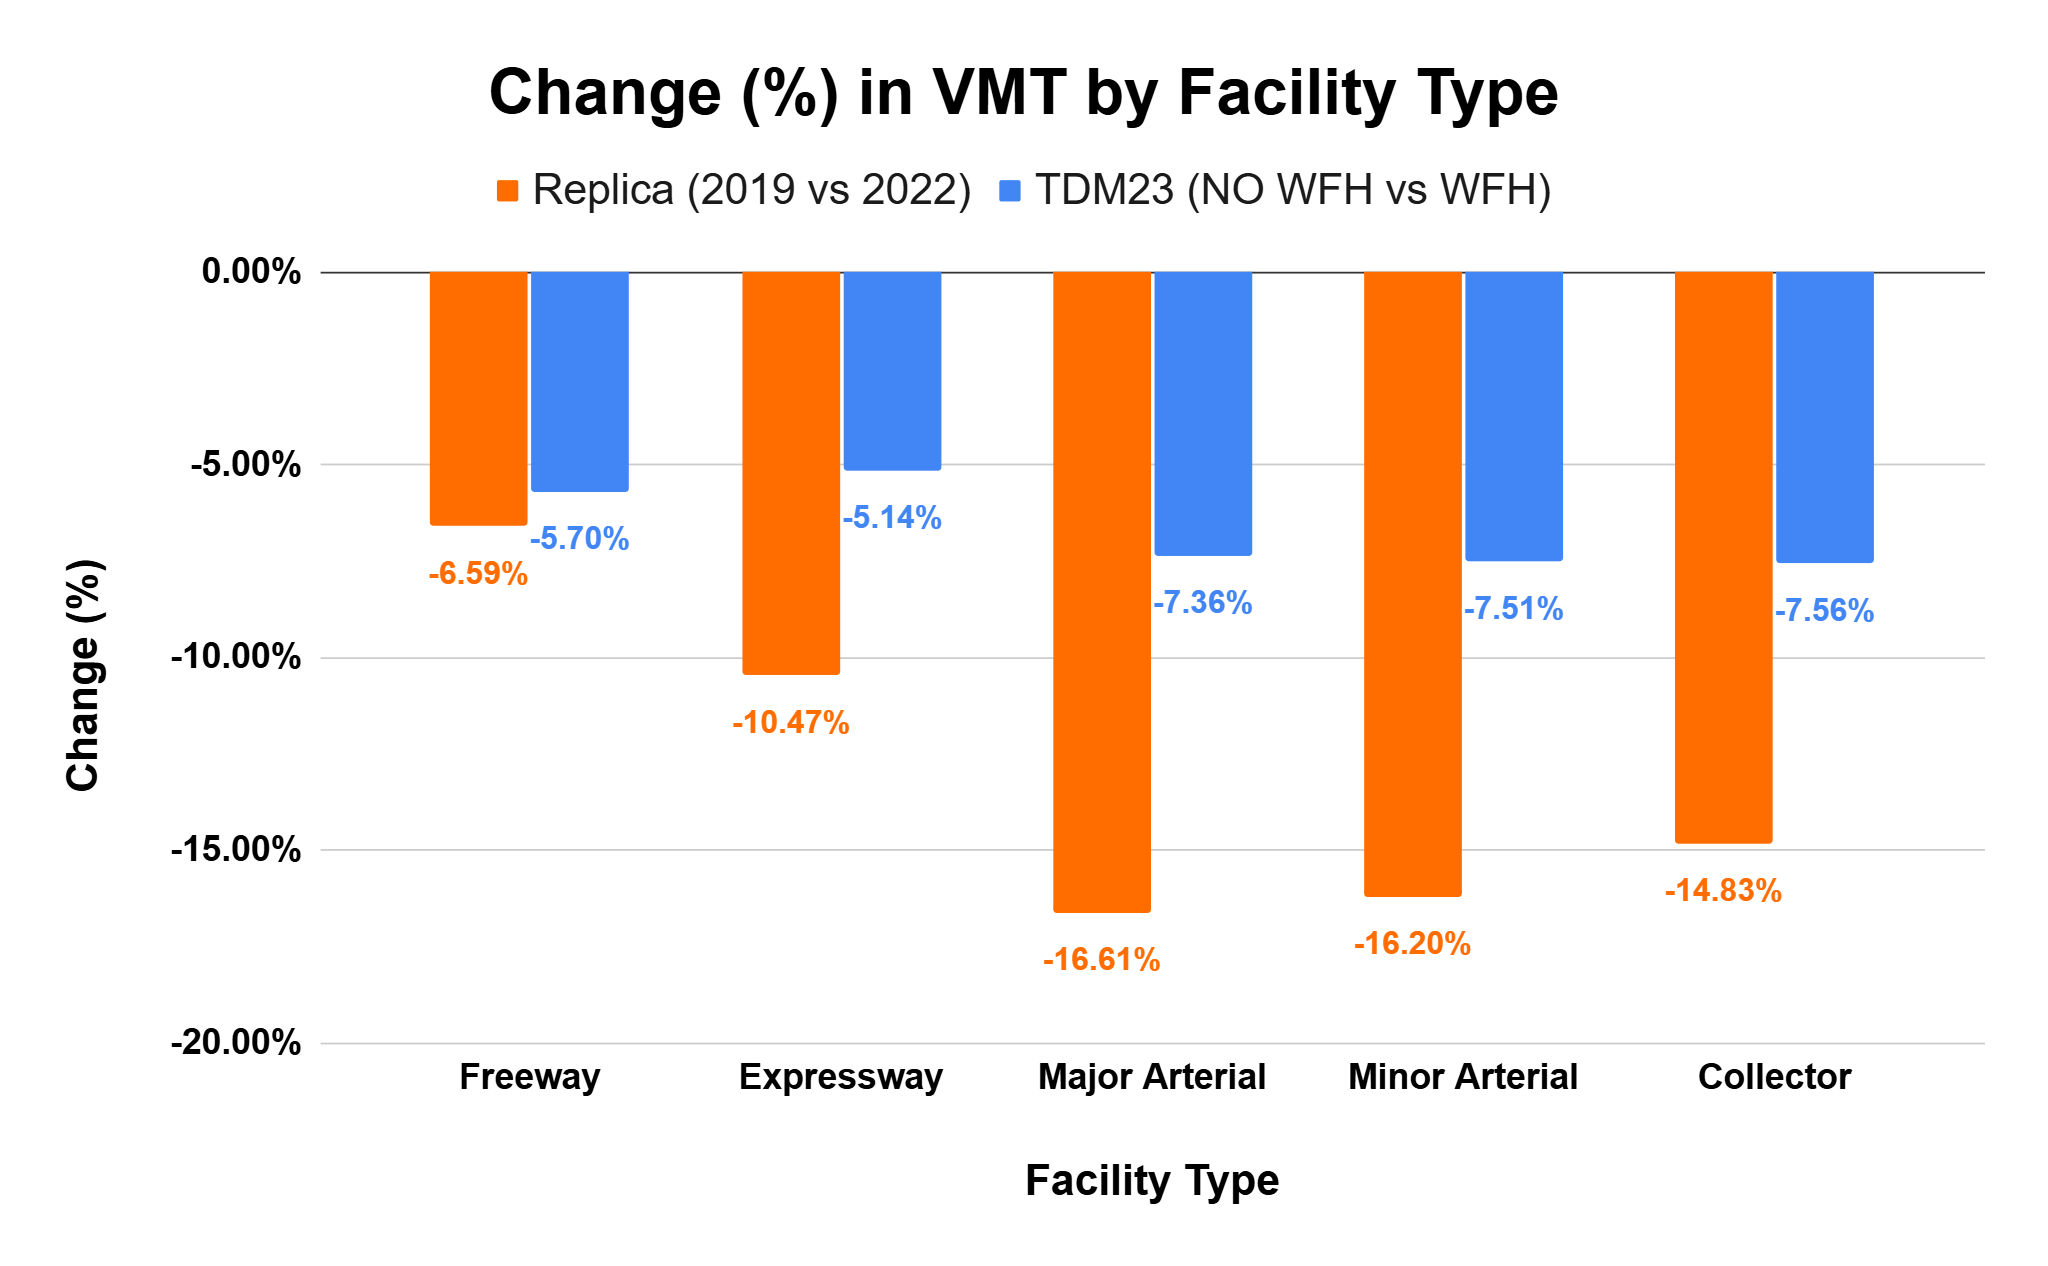 Change (%) in VMT by Facility Type
Replica (2019 vs 2022) TDM23 (NO WFH vs WFH)
Change (%)
0.00%
-5.00%
-10.00%
-15.00%
-20.00%
-6.59% -5.70%
-10.47% -5.14%
-16.61% -7.36%
-16.20% -7.51%
-14.83% -7.56%
Freeway Expressway Major Arterial Minor Arterial Collector
Facility Type